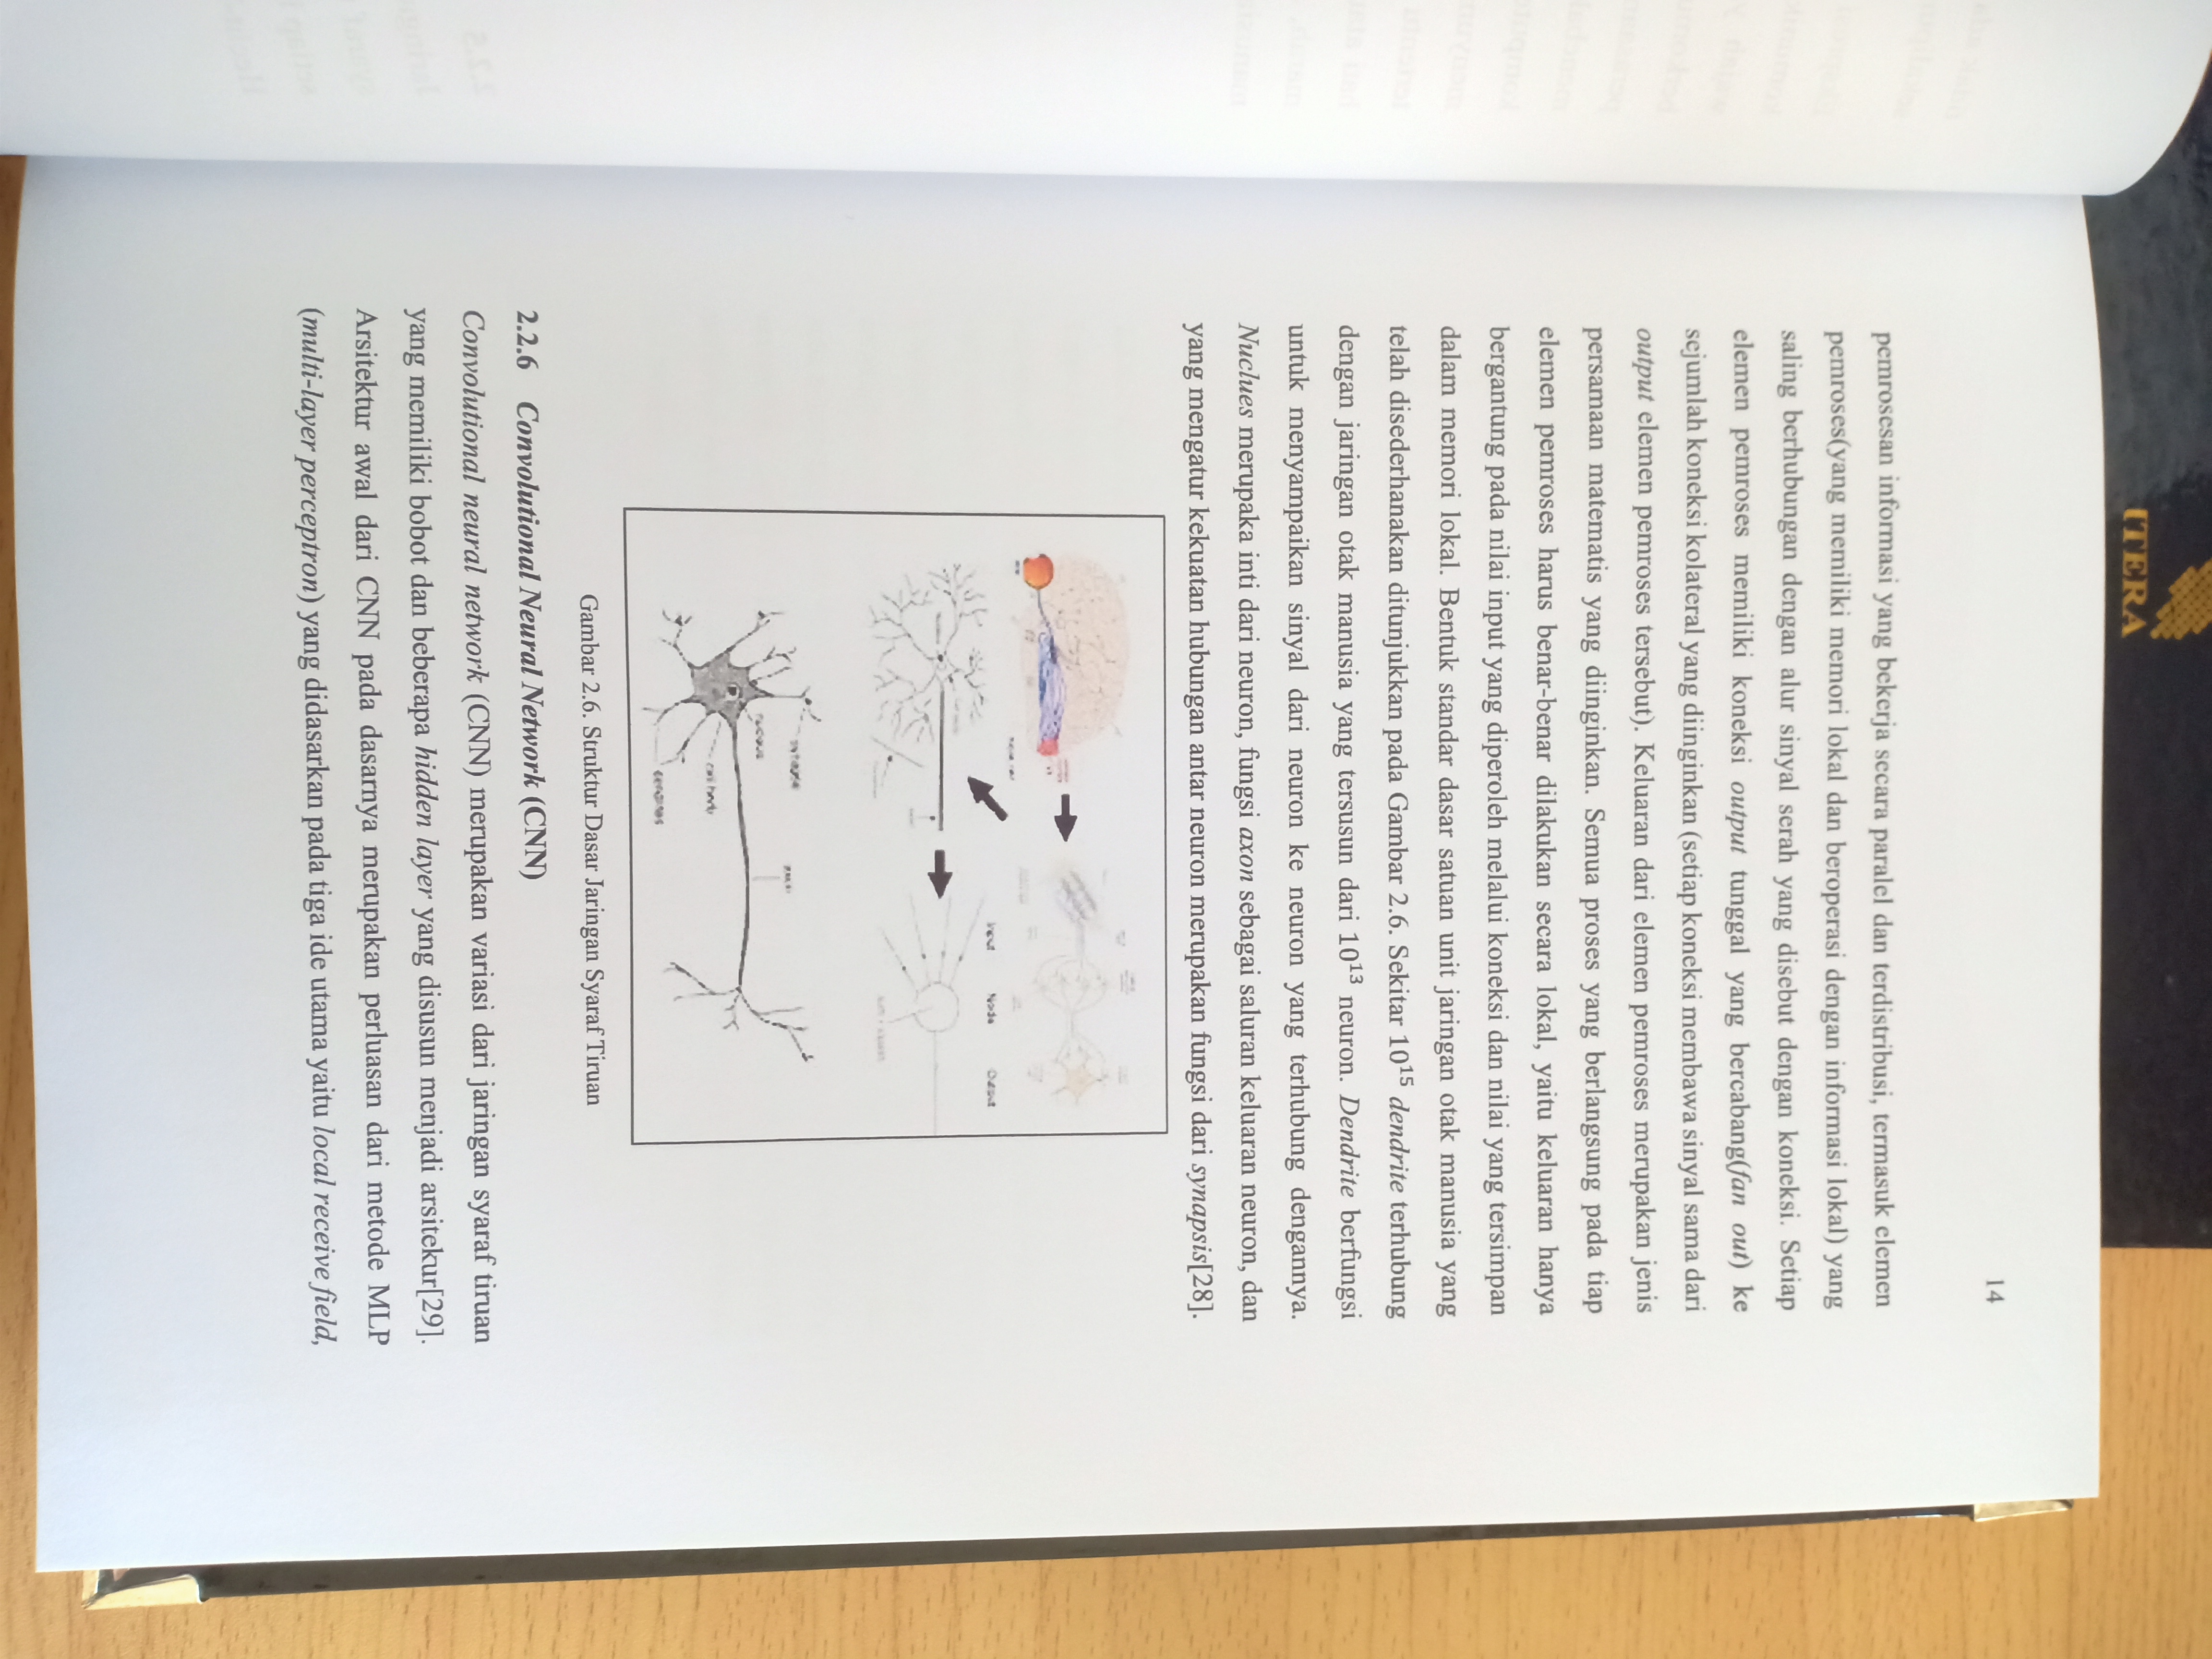 ITERA
14
pemrosesan informasi yang bekerja secara paralel dan terdistribusi, termasuk elemen
pemroses(yang memiliki memori lokal dan beroperasi dengan informasi lokal) yang
saling berhubungan dengan alur sinyal serah yang disebut dengan koneksi. Setiap
elemen pemroses memiliki koneksi output tunggal yang bercabang(fan out) ke
sejumlah koneksi kolateral yang diinginkan (setiap koneksi membawa sinyal sama dari
output elemen pemroses tersebut). Keluaran dari elemen pemroses merupakan jenis
persamaan matematis yang diinginkan. Semua proses yang berlangsung pada tiap
elemen pemroses harus benar-benar dilakukan secara lokal, yaitu keluaran hanya
bergantung pada nilai input yang diperoleh melalui koneksi dan nilai yang tersimpan
dalam memori lokal. Bentuk standar dasar satuan unit jaringan otak manusia yang
telah disederhanakan ditunjukkan pada Gambar 2.6. Sekitar 10¹⁵ dendrite terhubung
dengan jaringan otak manusia yang tersusun dari 10¹³ neuron. Dendrite berfungsi
untuk menyampaikan sinyal dari neuron ke neuron yang terhubung dengannya.
Nuclues merupaka inti dari neuron, fungsi axon sebagai saluran keluaran neuron, dan
yang mengatur kekuatan hubungan antar neuron merupakan fungsi dari synapsis[28].
Input Node Output
synapse
nucleus
cell body
dendrites
Gambar 2.6. Struktur Dasar Jaringan Syaraf Tiruan
2.2.6 Convolutional Neural Network (CNN)
Convolutional neural network (CNN) merupakan variasi dari jaringan syaraf tiruan
yang memiliki bobot dan beberapa hidden layer yang disusun menjadi arsitekur[29].
Arsitektur awal dari CNN pada dasarnya merupakan perluasan dari metode MLP
(multi-layer perceptron) yang didasarkan pada tiga ide utama yaitu local receive field,